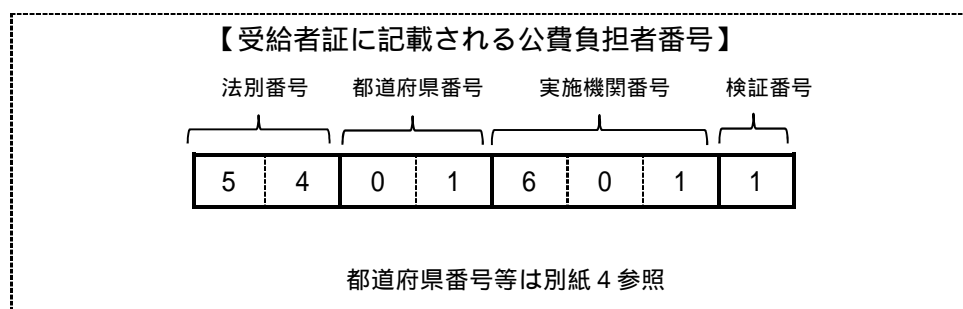 【受給者証に記載される公費負担者番号】
法別番号 都道府県番号 実施機関番号 検証番号
5 4 0 1 6 0 1 1
都道府県番号等は別紙４参照